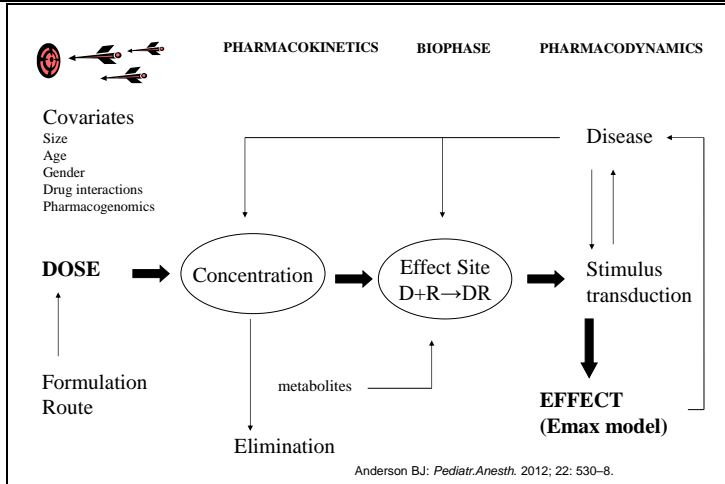 PHARMACOKINETICS BIOPHASE PHARMACODYNAMICS
Covariates
Size
Age
Gender
Drug interactions
Pharmacogenomics
Disease
DOSE
Concentration
Effect Site
D+R→DR
Stimulus
transduction
Formulation
Route
metabolites
Elimination
EFFECT
(Emax model)
Anderson BJ: Pediatr.Anesth. 2012; 22: 530–8.